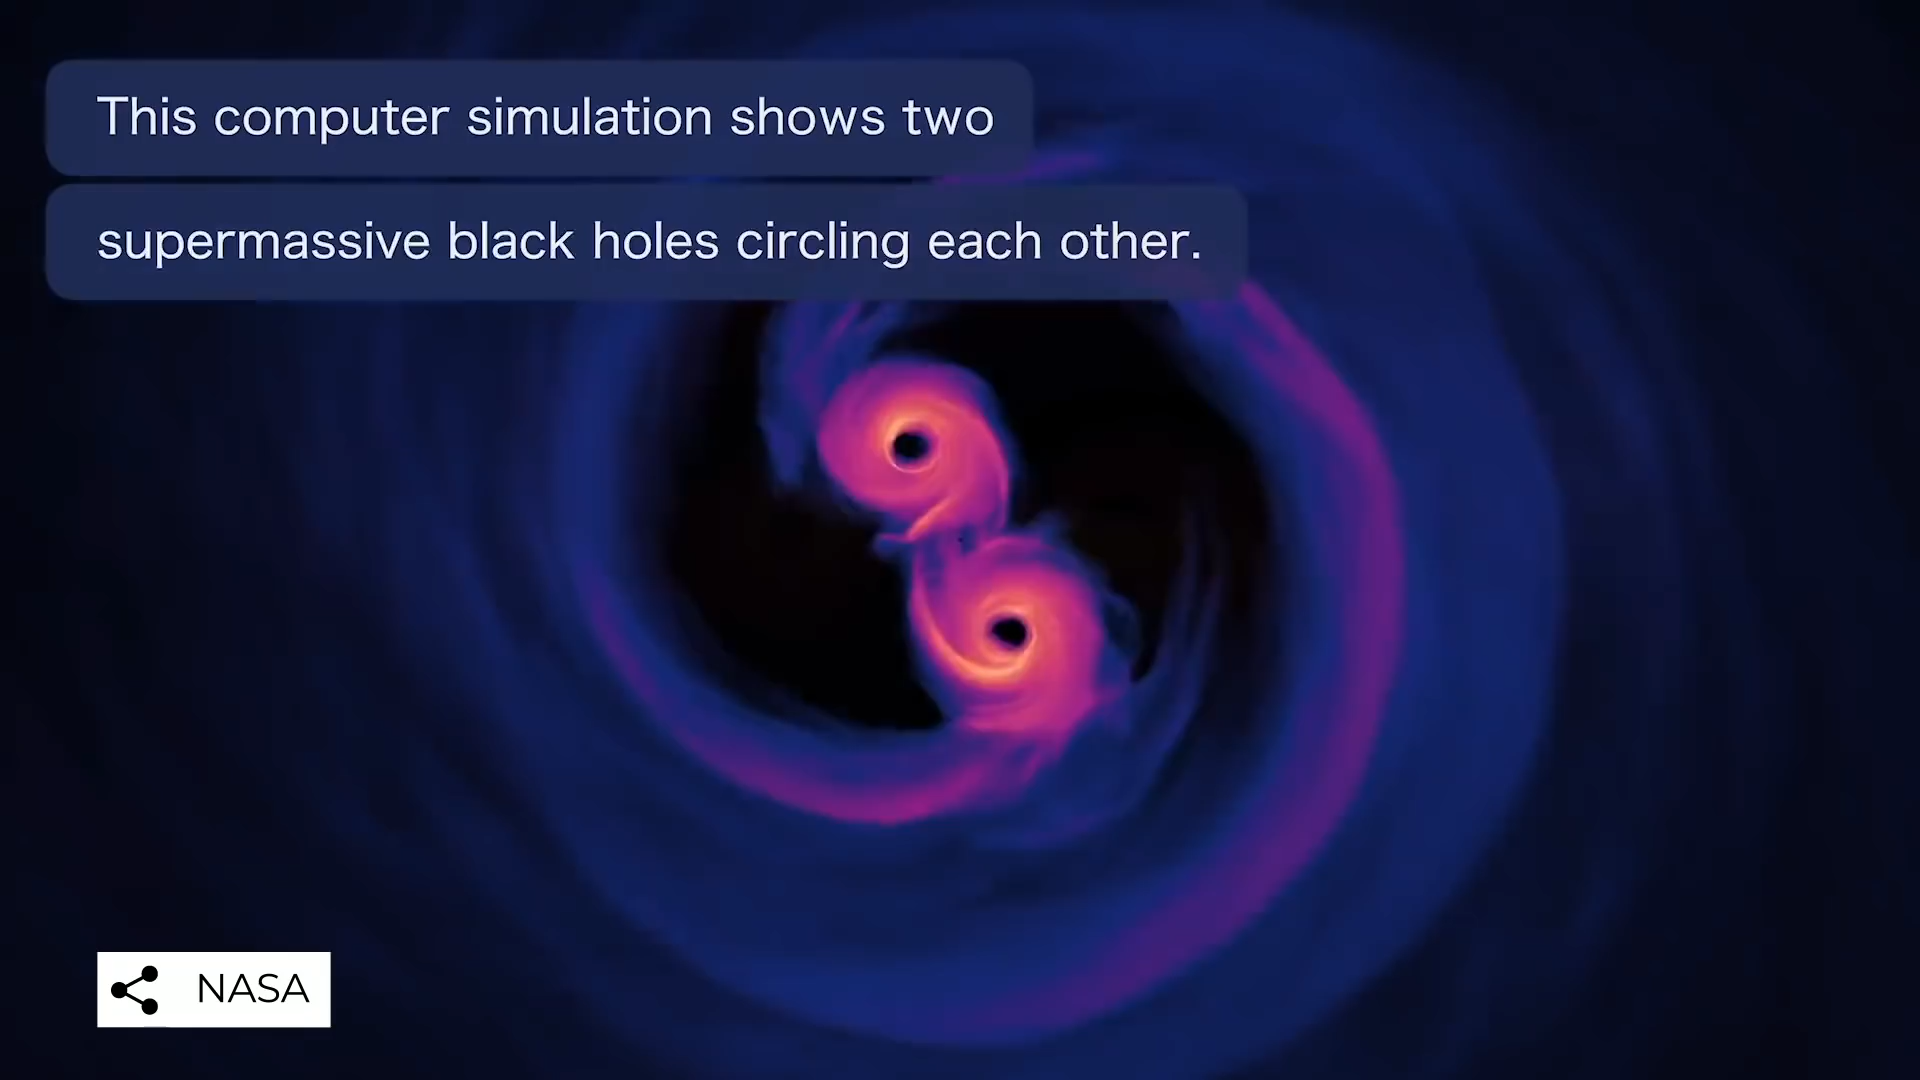 This computer simulation shows two
supermassive black holes circling each other.
NASA